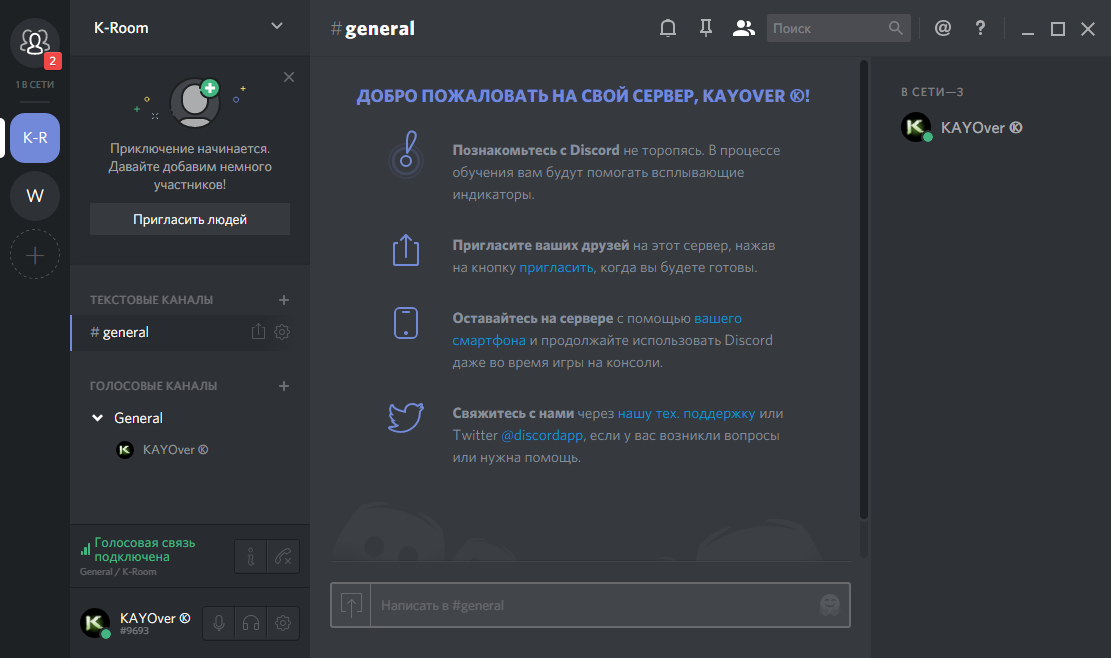 2
1 В СЕТИ
K-R
W
K-Room
Приключение начинается.
Давайте добавим немного
участников!
Пригласить людей
ТЕКСТОВЫЕ КАНАЛЫ
# general
ГОЛОСОВЫЕ КАНАЛЫ
General
K
KAYOver ®
Голосовая связь
подключена
General / K-Room
K
KAYOver ®
#9693
#general
Поиск
@
?
ДОБРО ПОЖАЛОВАТЬ НА СВОЙ СЕРВЕР, KAYOVER ®!
Познакомьтесь с Discord не торопясь. В процессе
обучения вам будут помогать всплывающие
индикаторы.
Пригласите ваших друзей на этот сервер, нажав
на кнопку пригласить, когда вы будете готовы.
Оставайтесь на сервере с помощью вашего
смартфона и продолжайте использовать Discord
даже во время игры на консоли.
Свяжитесь с нами через нашу тех. поддержку или
Twitter @discordapp, если у вас возникли вопросы
или нужна помощь.
Написать в #general
В СЕТИ—3
K
KAYOver ®